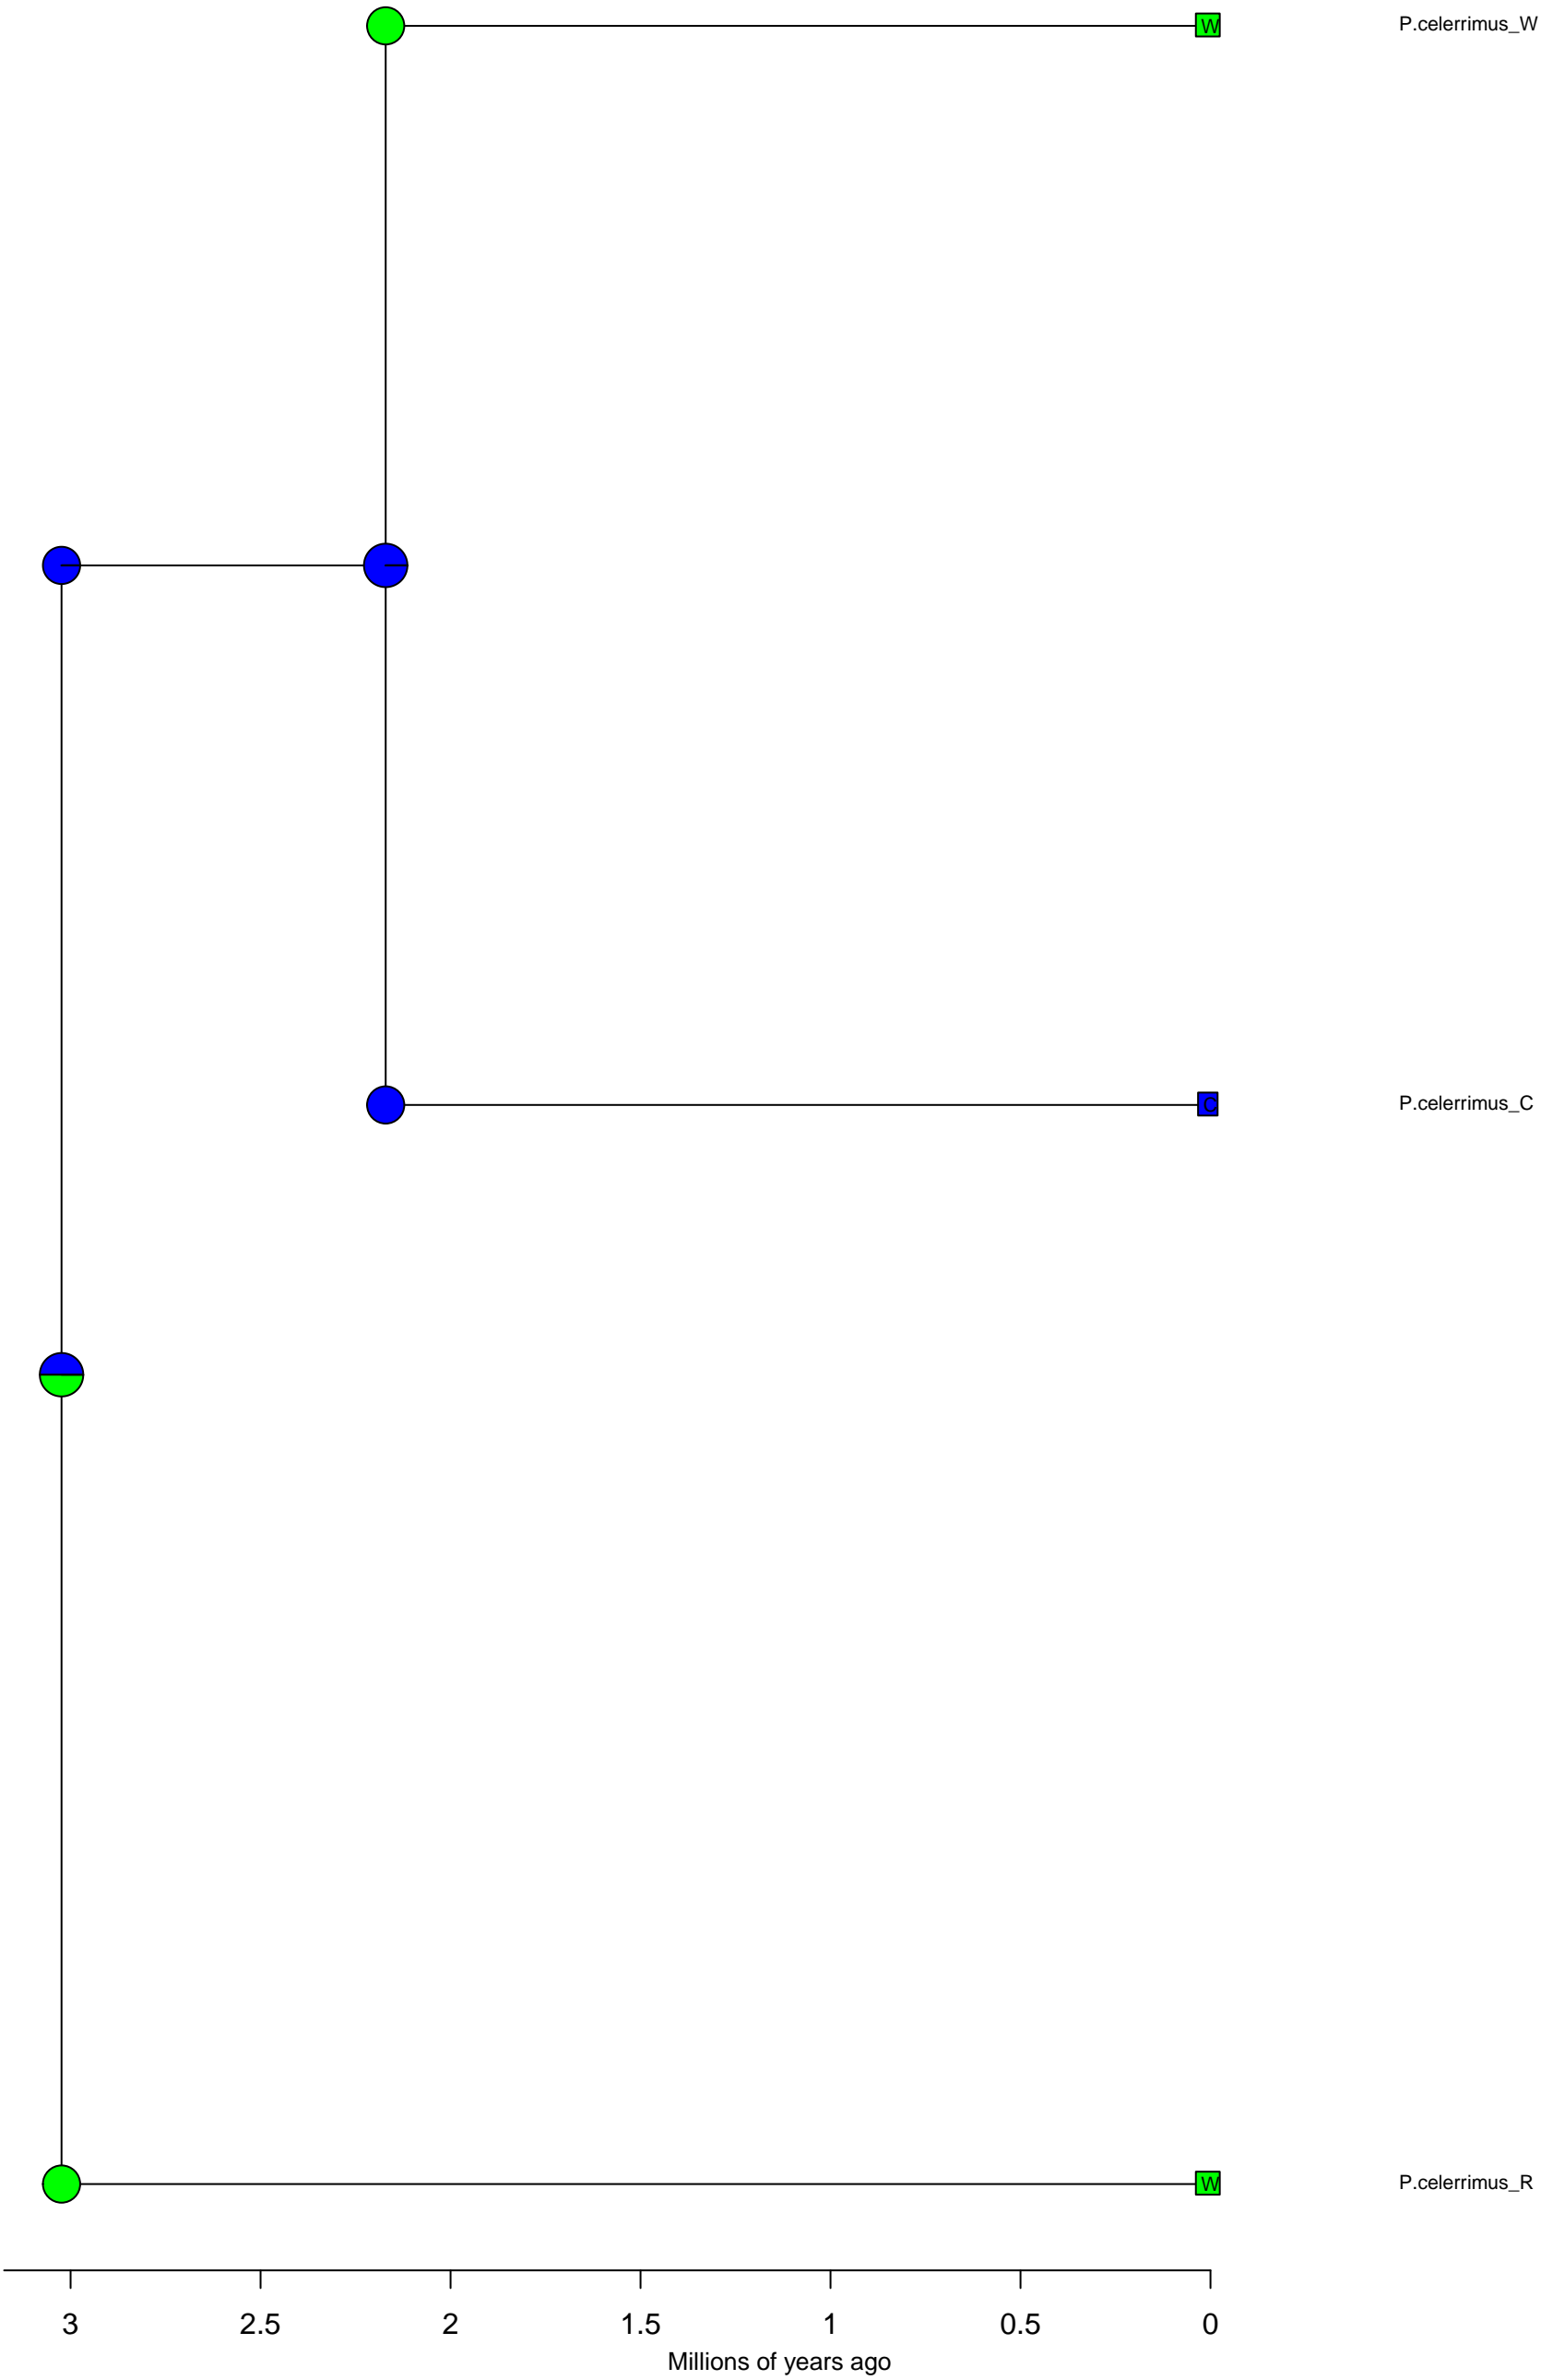 W P.celerrimus_W
C P.celerrimus_C
W P.celerrimus_R
3 2.5 2 1.5 1 0.5 0
Millions of years ago